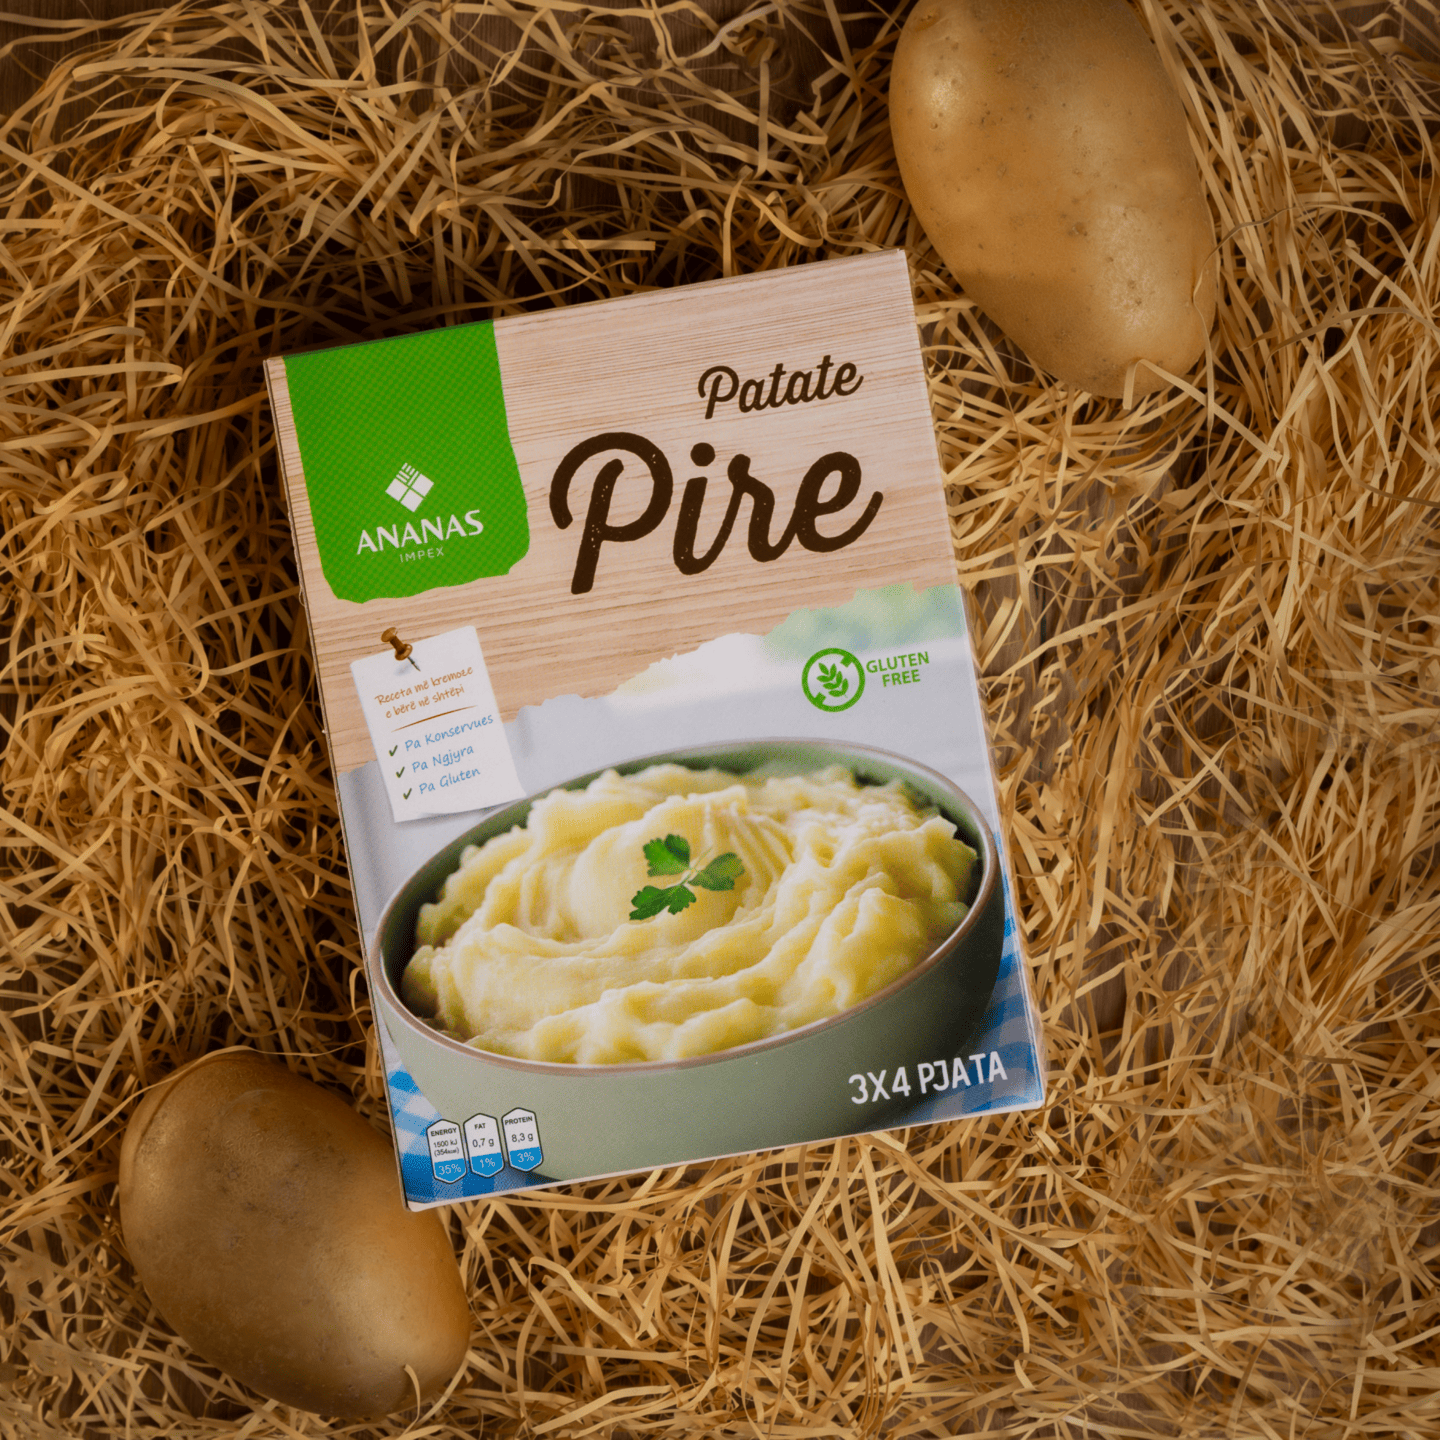 Patate
Pire
ANANAS
IMPEX
Receta më kremoze
e bërë në shtëpi
Pa Konservues
Pa Ngjyra
Pa Gluten
GLUTEN
FREE
3X4 PJATA
ENERGY
1500 kJ
(354kcal)
35%
FAT
0,7 g
1%
PROTEIN
8,3 g
3%